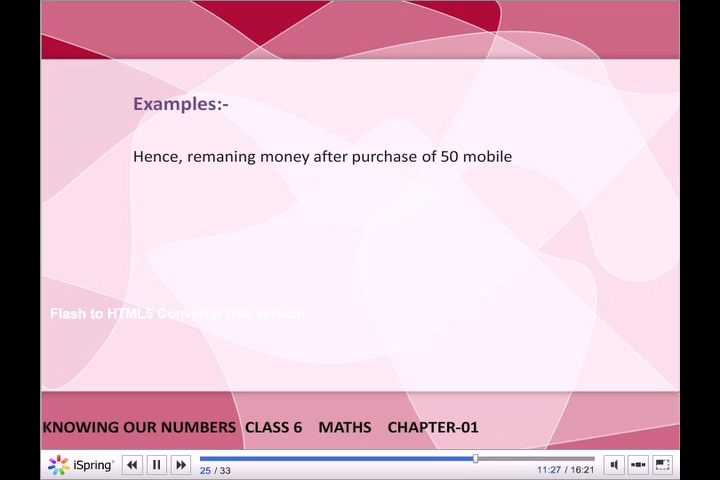 Examples:-
Hence, remaning money after purchase of 50 mobile
Flash to HTML5 Converter free version
KNOWING OUR NUMBERS CLASS 6 MATHS CHAPTER-01
iSpring
25 / 33
11:27 / 16:21